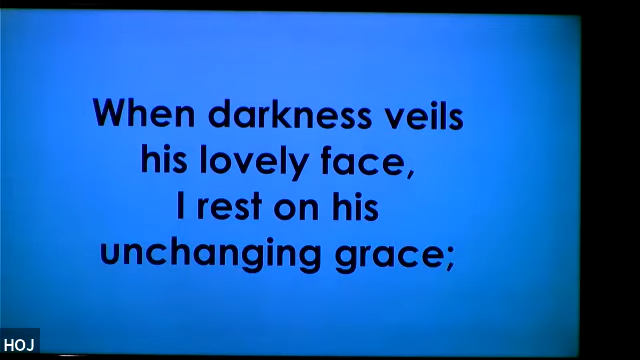 When darkness veils
his lovely face,
I rest on his
unchanging grace;
HOJ